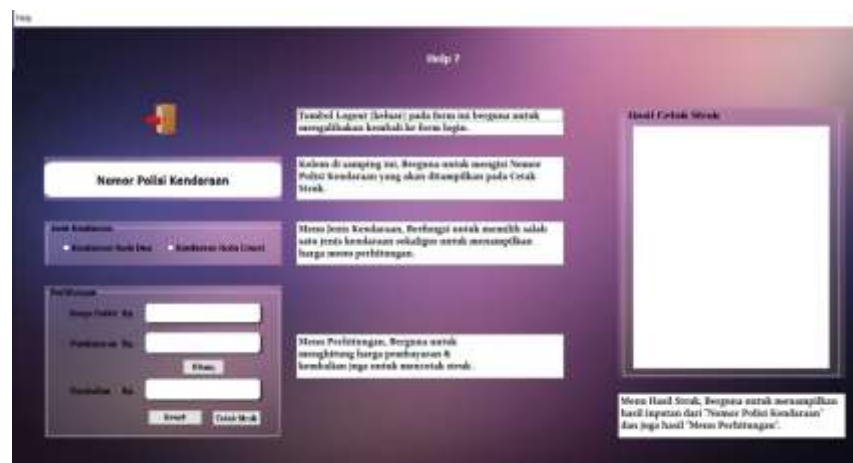 Help
Help ?
Tombol Logout (keluar) pada form ini berguna untuk
mengalihakan kembali ke form login.
Nomor Polisi Kendaraan
Kolom di samping ini, Berguna untuk mengisi Nomor
Polisi Kendaraan yang akan ditampilkan pada Cetak
Struk.
Jenis Kendaraan
Kendaraan Roda Dua
Kendaraan Roda Empat
Menu Jenis Kendaraan, Berfungsi untuk memilih salah
satu jenis kendaraan sekaligus untuk menampilkan
harga menu perhitungan.
Perhitungan
Harga Parkir Rp.
Pembayaran Rp.
Hitung
Kembalian Rp.
Reset
Cetak Struk
Menu Perhitungan, Berguna untuk
menghitung harga pembayaran &
kembalian juga untuk mencetak struk.
Hasil Cetak Struk
Menu Hasil Struk, Berguna untuk menampilkan
hasil inputan dari "Nomor Polisi Kendaraan"
dan juga hasil "Menu Perhitungan".